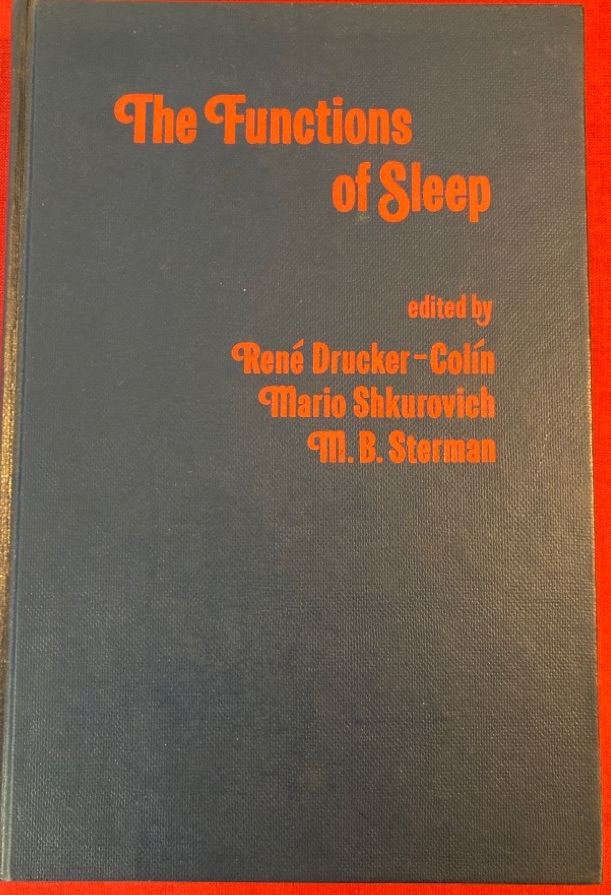 The Functions
of Sleep
edited by
René Drucker-Colín
Mario Shkurovich
M. B. Sterman